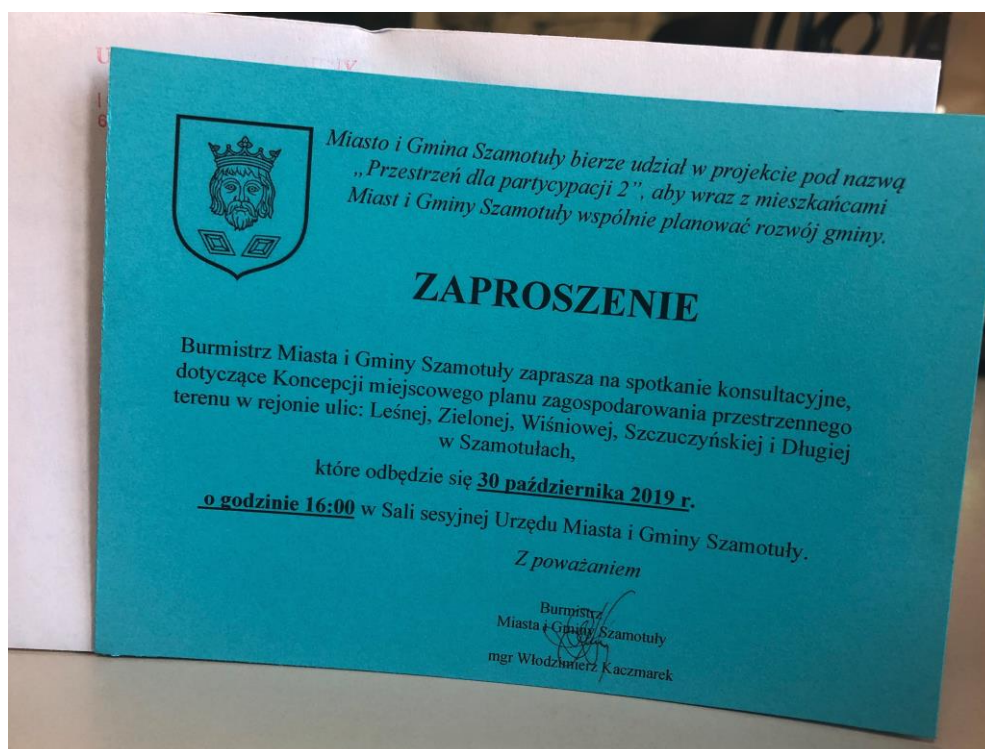 Miasto i Gmina Szamotuły bierze udział w projekcie pod nazwą
„Przestrzeń dla partycypacji 2”, aby wraz z mieszkańcami
Miast i Gminy Szamotuły wspólnie planować rozwój gminy.
ZAPROSZENIE
Burmistrz Miasta i Gminy Szamotuły zaprasza na spotkanie konsultacyjne,
dotyczące Koncepcji miejscowego planu zagospodarowania przestrzennego
terenu w rejonie ulic: Leśnej, Zielonej, Wiśniowej, Szczuczyńskiej i Długiej
w Szamotułach,
które odbędzie się 30 października 2019 r.
o godzinie 16:00 w Sali sesyjnej Urzędu Miasta i Gminy Szamotuły.
Z poważaniem
Burmistrz
Miasta i Gminy Szamotuły
mgr Włodzimierz Kaczmarek